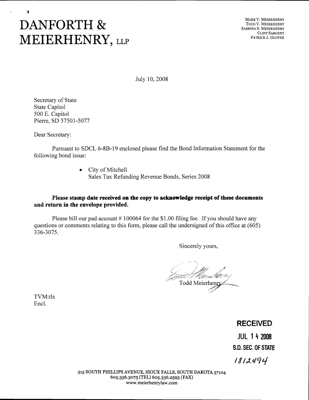 DANFORTH &
MEIERHENRY, LLP
MARK V. MEIERHENRY
TODD V. MEIERHENRY
SABRINA S. MEIERHENRY
CLIFF SARGENT
PATRICK J. GLOVER
July 10, 2008
Secretary of State
State Capitol
500 E. Capitol
Pierre, SD 57501-5077
Dear Secretary:
Pursuant to SDCL 6-8B-19 enclosed please find the Bond Information Statement for the
following bond issue:
• City of Mitchell
Sales Tax Refunding Revenue Bonds, Series 2008
Please stamp date received on the copy to acknowledge receipt of these documents
and return in the envelope provided.
Please bill our pad account # 100064 for the $1.00 filing fee. If you should have any
questions or comments relating to this form, please call the undersigned of this office at (605)
336-3075.
Sincerely yours,
Todd Meierhenry
TVM:tfs
Encl.
RECEIVED
JUL 14 2008
S.D. SEC. OF STATE
1812494
315 SOUTH PHILLIPS AVENUE, SIOUX FALLS, SOUTH DAKOTA 57104
605.336.3075 (TEL) 605.336.2593 (FAX)
www.meierhenrylaw.com